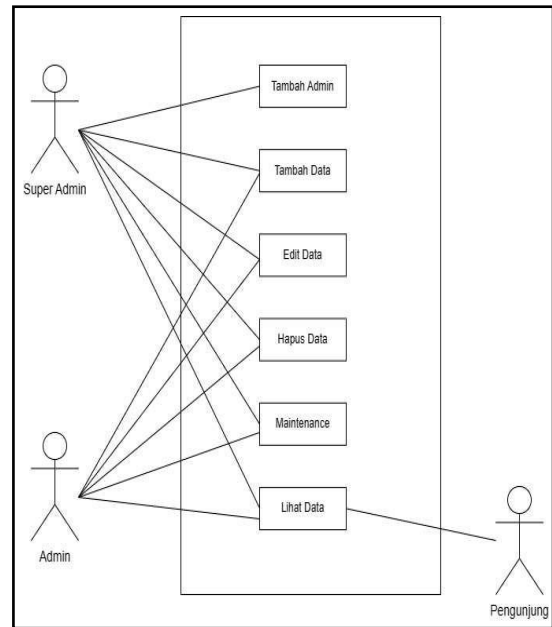 Tambah Admin
Super Admin
Tambah Data
Edit Data
Hapus Data
Maintenance
Lihat Data
Admin
Pengunjung